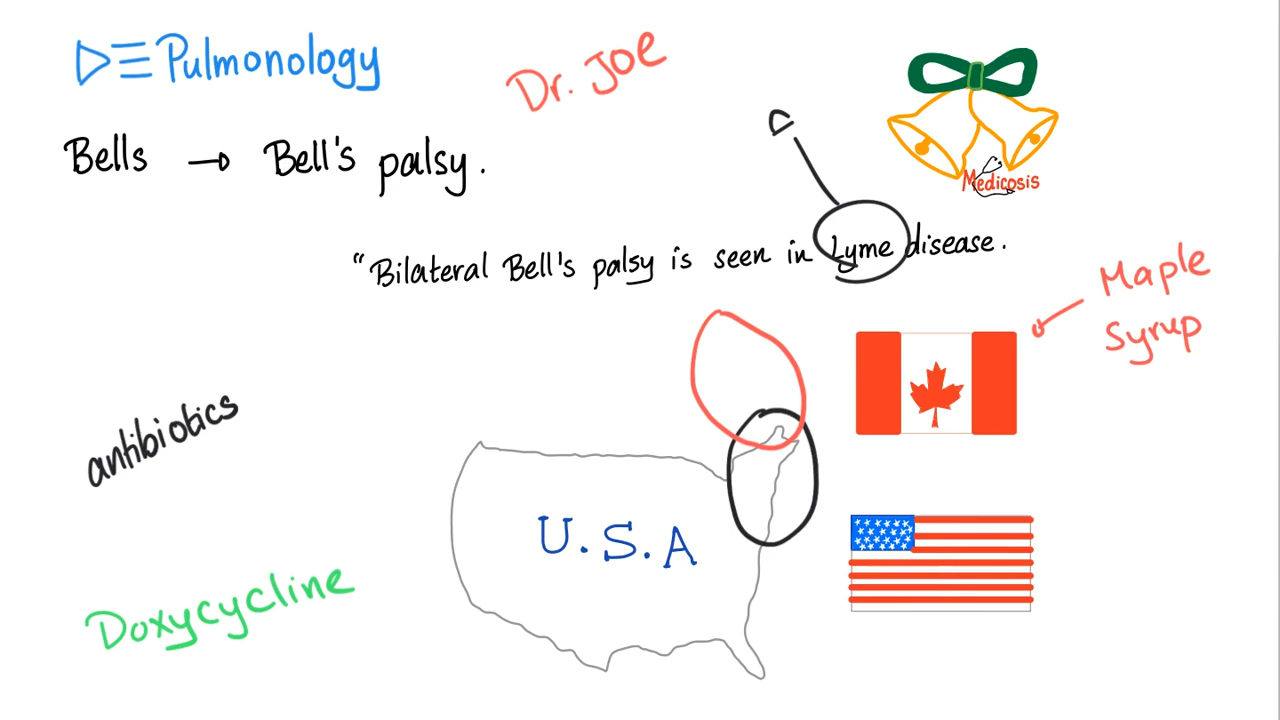 Pulmonology
Dr. Joe
Bells → Bell's palsy.
Medicosis
"Bilateral Bell's palsy is seen in Lyme disease.
Maple
Syrup
antibiotics
U.S.A
Doxycycline